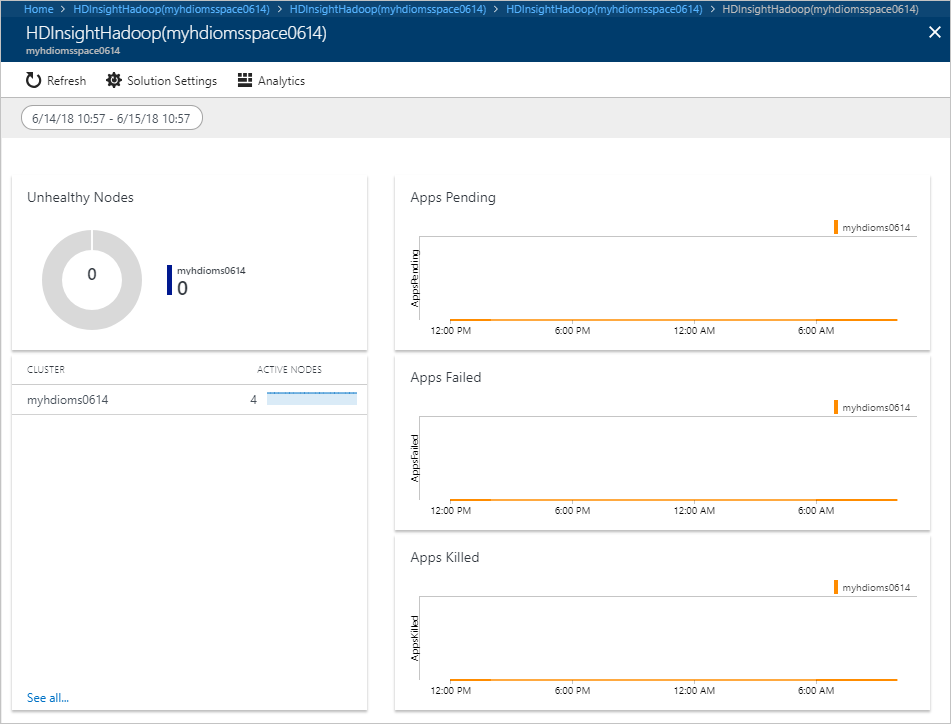 Home > HDInsightHadoop(myhdiomsspace0614) > HDInsightHadoop(myhdiomsspace0614) > HDInsightHadoop(myhdiomsspace0614) > HDInsightHadoop(myhdiomsspace0614)
HDInsightHadoop(myhdiomsspace0614)
myhdiomsspace0614
Refresh Solution Settings Analytics
6/14/18 10:57 - 6/15/18 10:57
Unhealthy Nodes
0
myhdioms0614
0
CLUSTER ACTIVE NODES
myhdioms0614 4
See all...
Apps Pending
myhdioms0614
AppsPending
12:00 PM 6:00 PM 12:00 AM 6:00 AM
Apps Failed
myhdioms0614
AppsFailed
12:00 PM 6:00 PM 12:00 AM 6:00 AM
Apps Killed
myhdioms0614
AppsKilled
12:00 PM 6:00 PM 12:00 AM 6:00 AM